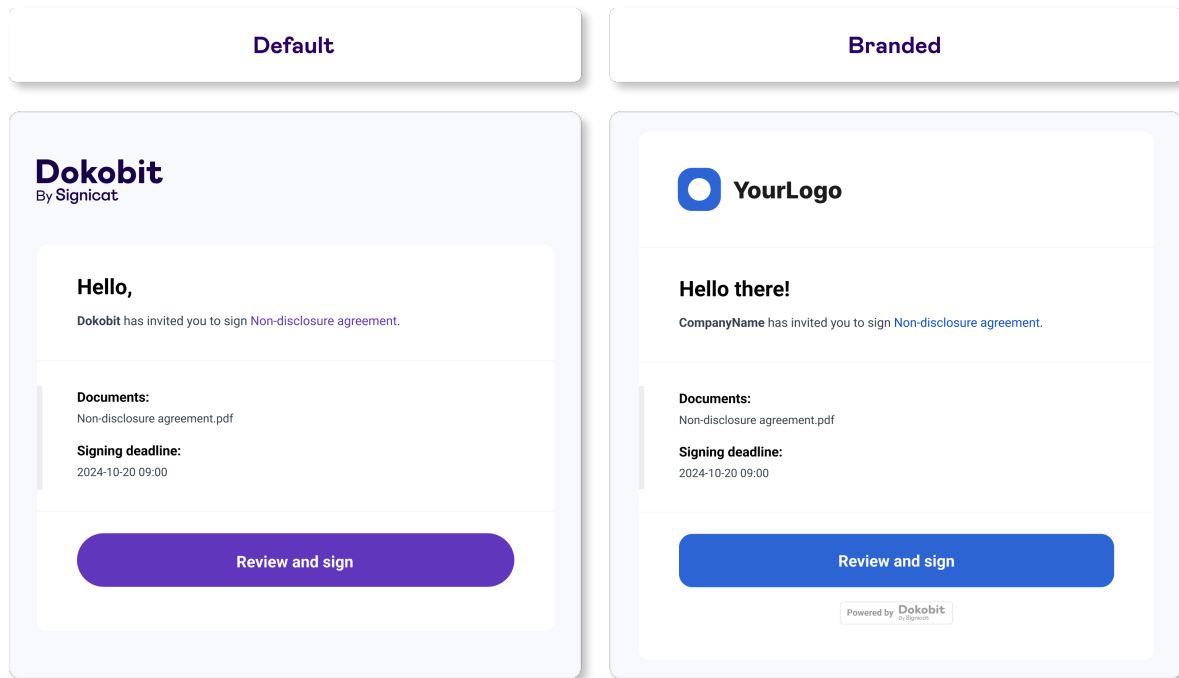 Default
Dokobit
By Signicat
Hello,
Dokobit has invited you to sign Non-disclosure agreement.
Documents:
Non-disclosure agreement.pdf
Signing deadline:
2024-10-20 09:00
Review and sign
Branded
YourLogo
Hello there!
CompanyName has invited you to sign Non-disclosure agreement.
Documents:
Non-disclosure agreement.pdf
Signing deadline:
2024-10-20 09:00
Review and sign
Powered by Dokobit
By Signicat